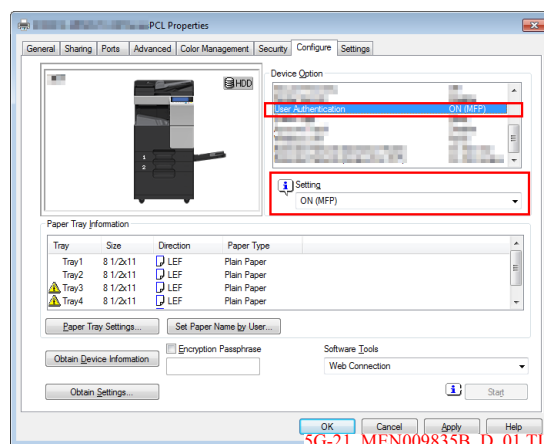 PCL Properties
General Sharing Ports Advanced Color Management Security Configure Settings
Device Option
HDD
User Authentication ON (MFP)
1
2
Setting
ON (MFP)
Paper Tray Information
Tray Size Direction Paper Type
Tray1 8 1/2x11 LEF Plain Paper
Tray2 8 1/2x11 LEF Plain Paper
Tray3 8 1/2x11 LEF Plain Paper
Tray4 8 1/2x11 LEF Plain Paper
Paper Tray Settings... Set Paper Name by User...
Encryption Passphrase Software Tools
Obtain Device Information Web Connection
Obtain Settings... Start
OK Cancel Apply Help